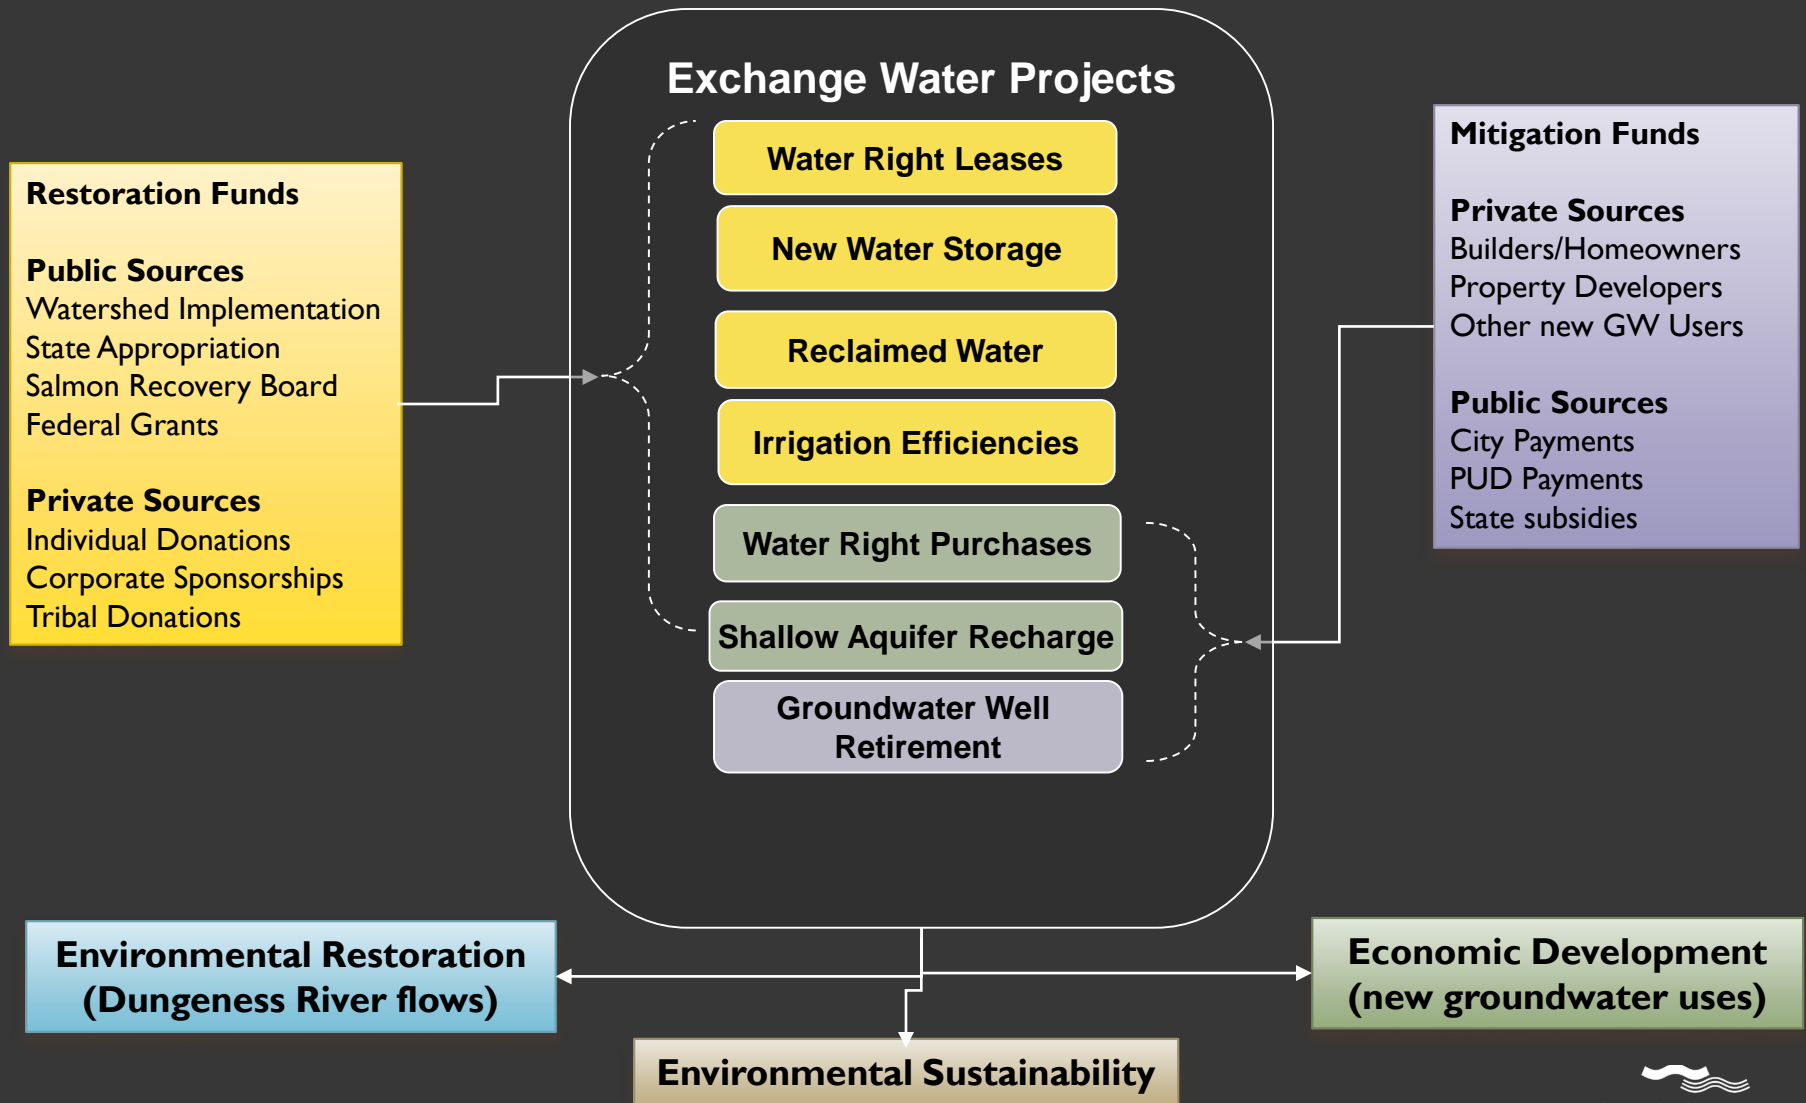 Exchange Water Projects
Water Right Leases
New Water Storage
Reclaimed Water
Irrigation Efficiencies
Water Right Purchases
Shallow Aquifer Recharge
Groundwater Well
Retirement
Restoration Funds
Public Sources
Watershed Implementation
State Appropriation
Salmon Recovery Board
Federal Grants
Private Sources
Individual Donations
Corporate Sponsorships
Tribal Donations
Mitigation Funds
Private Sources
Builders/Homeowners
Property Developers
Other new GW Users
Public Sources
City Payments
PUD Payments
State subsidies
Environmental Restoration
(Dungeness River flows)
Economic Development
(new groundwater uses)
Environmental Sustainability